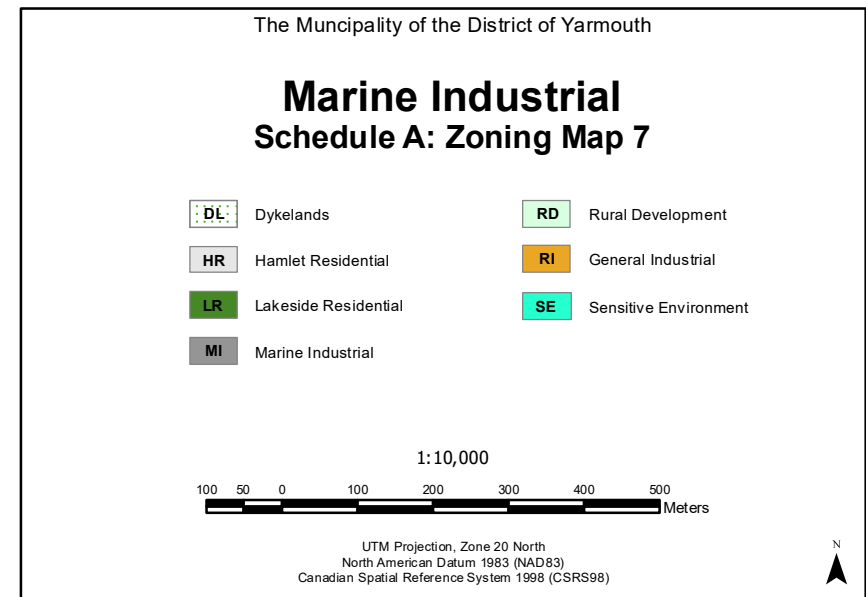 The Muncipality of the District of Yarmouth
Marine Industrial
Schedule A: Zoning Map 7
DL Dykelands
HR Hamlet Residential
LR Lakeside Residential
MI Marine Industrial
RD Rural Development
RI General Industrial
SE Sensitive Environment
1:10,000
100 50 0 100 200 300 400 500
Meters
UTM Projection, Zone 20 North
North American Datum 1983 (NAD83)
Canadian Spatial Reference System 1998 (CSRS98)
N